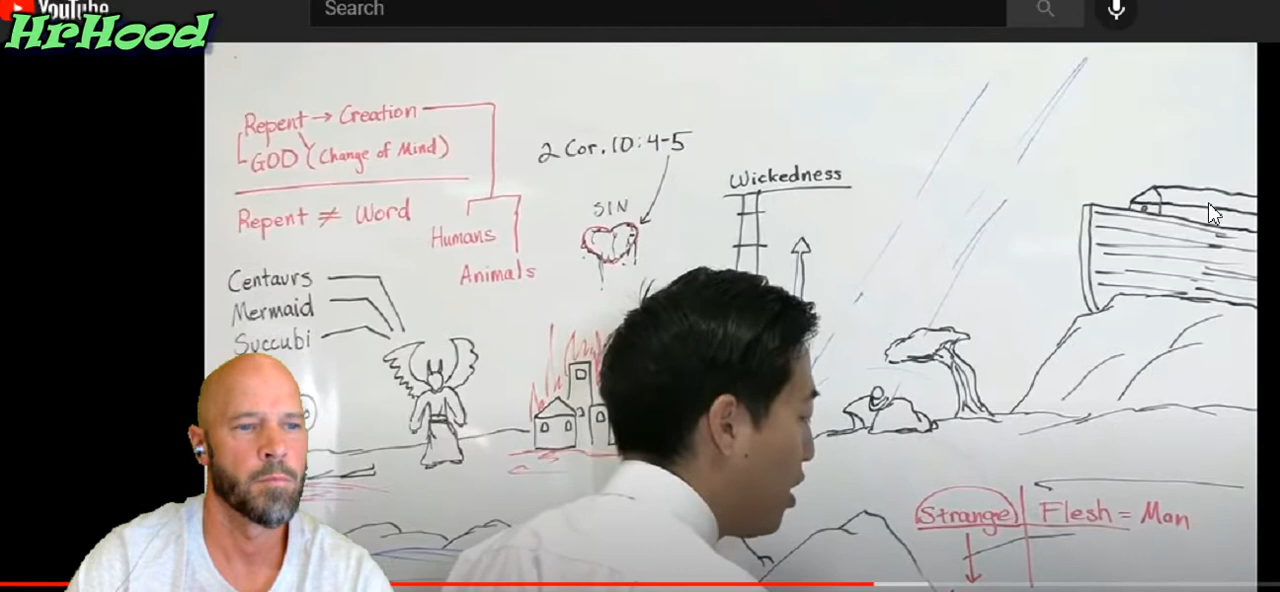 YouTube
Search
HrHood
Repent → Creation
GOD (Change of Mind)
Repent ≠ Word
Humans
Animals
2 Cor. 10:4-5
SIN
Wickedness
Centaurs
Mermaid
Succubi
Strange Flesh = Man